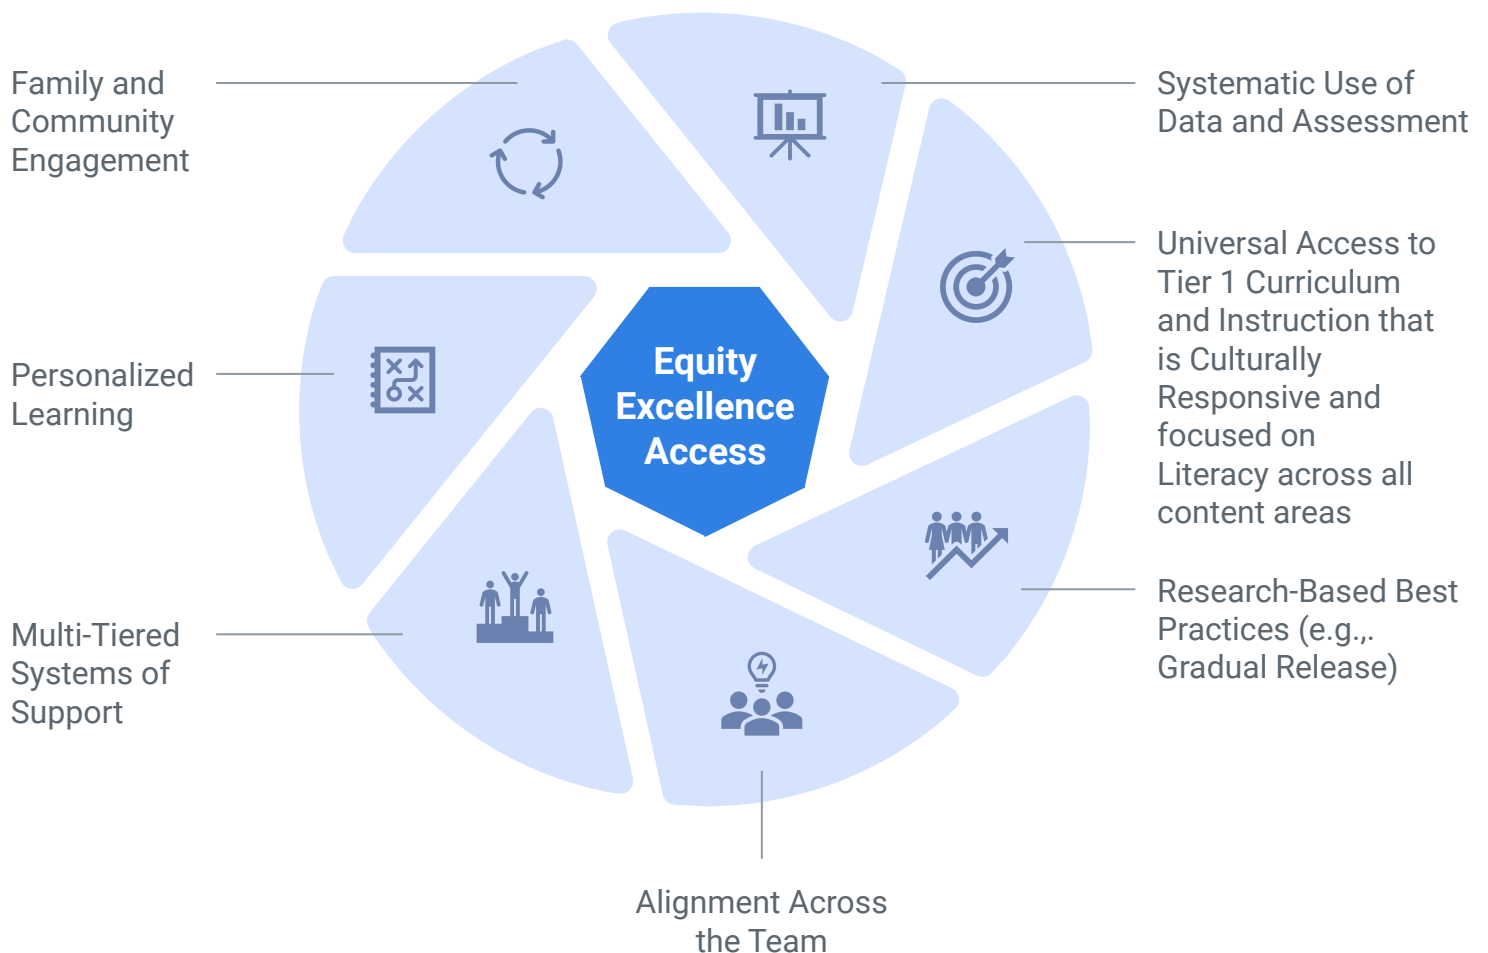 Family and
Community
Engagement
Systematic Use of
Data and Assessment
Universal Access to
Tier 1 Curriculum
and Instruction that
is Culturally
Responsive and
focused on
Literacy across all
content areas
Equity
Excellence
Access
Personalized
Learning
Research-Based Best
Practices (e.g.,.
Gradual Release)
Multi-Tiered
Systems of
Support
Alignment Across
the Team